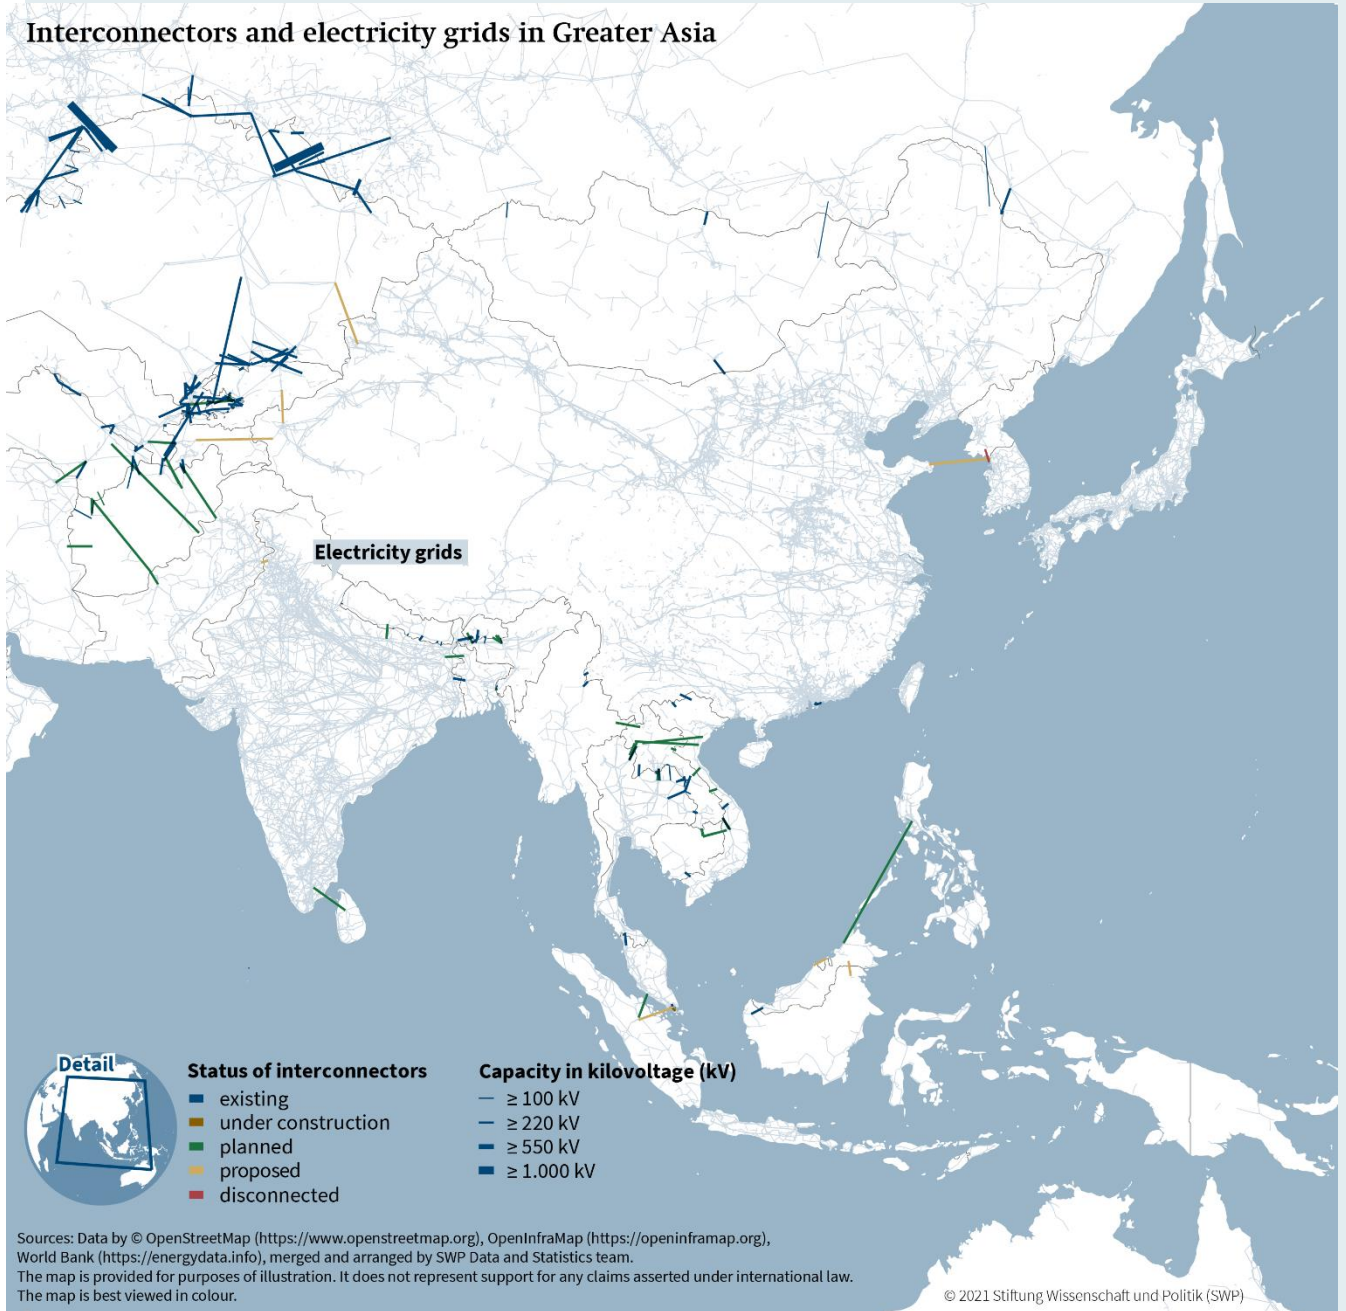 Interconnectors and electricity grids in Greater Asia
Electricity grids
Detail
Status of interconnectors
existing
under construction
planned
proposed
disconnected
Capacity in kilovoltage (kV)
≥ 100 kV
≥ 220 kV
≥ 550 kV
≥ 1.000 kV
Sources: Data by © OpenStreetMap (https://www.openstreetmap.org), OpenInfraMap (https://openinframap.org),
World Bank (https://energydata.info), merged and arranged by SWP Data and Statistics team.
The map is provided for purposes of illustration. It does not represent support for any claims asserted under international law.
The map is best viewed in colour.
© 2021 Stiftung Wissenschaft und Politik (SWP)